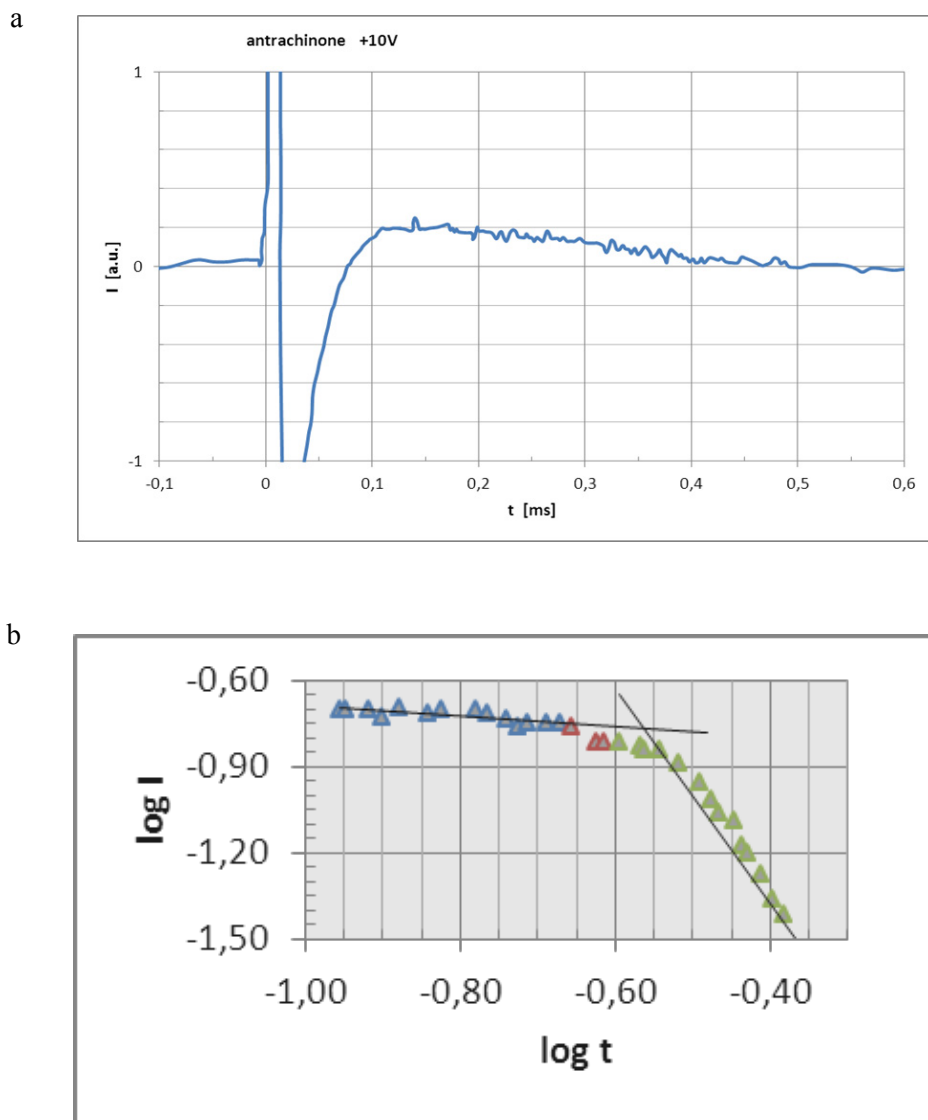 a
antrachinone +10V
1
0
-1
I [a.u.]
-0,1 0 0,1 0,2 0,3 0,4 0,5 0,6
t [ms]
b
-0,60
-0,90
-1,20
-1,50
log I
-1,00 -0,80 -0,60 -0,40
log t